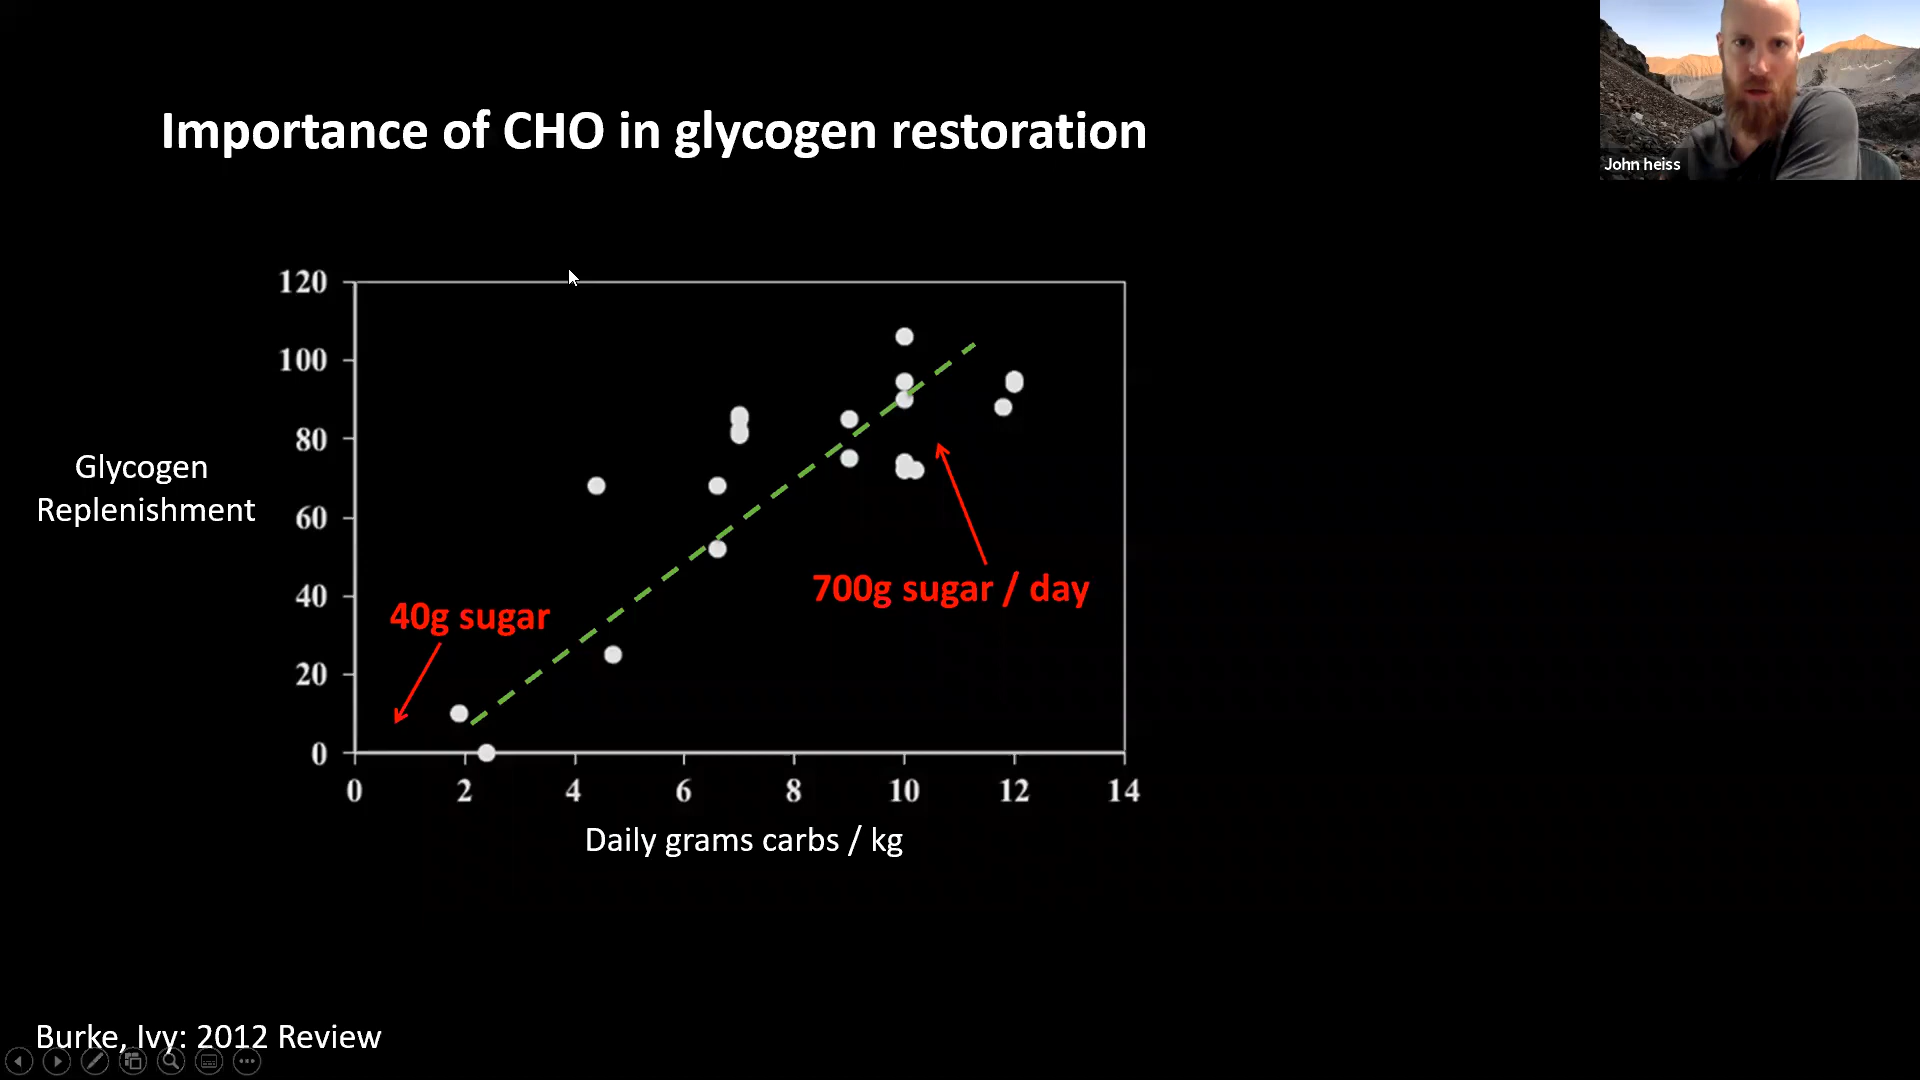 Importance of CHO in glycogen restoration
John heiss
120
100
80
60
40
20
0
Glycogen
Replenishment
40g sugar
700g sugar / day
0 2 4 6 8 10 12 14
Daily grams carbs / kg
Burke, Ivy: 2012 Review